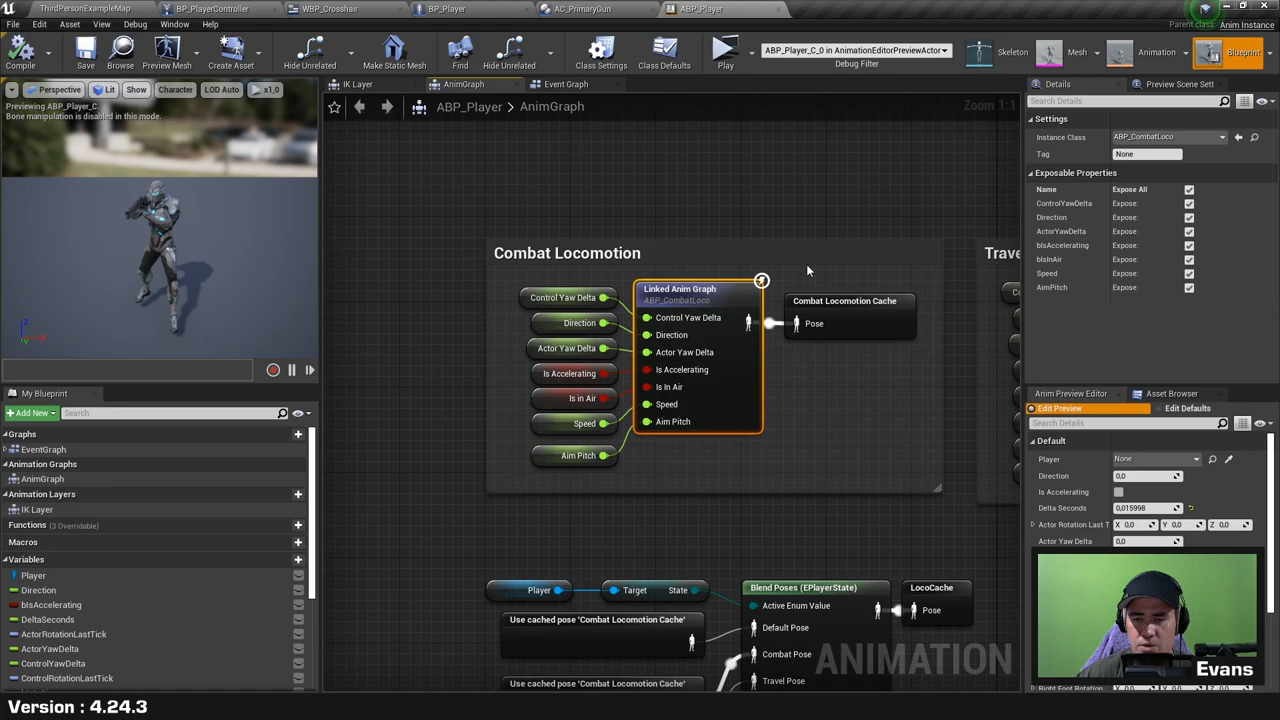 ThirdPersonExampleMap
BP_PlayerController
WBP_Crosshair
BP_Player
AC_PrimaryGun
ABP_Player
File Edit Asset View Debug Window Help
Parent class: Anim Instance
Compile
Save
Browse
Preview Mesh
Create Asset
Hide Unrelated
Make Static Mesh
Find
Hide Unrelated
Class Settings
Class Defaults
Play
ABP_Player_C_0 in AnimationEditorPreviewActor
Debug Filter
Skeleton
Mesh
Animation
Blueprint
Perspective Lit Show Character LOD Auto x1,0
Previewing ABP_Player_C.
Bone manipulation is disabled in this mode.
IK Layer
AnimGraph
Event Graph
ABP_Player > AnimGraph
Zoom 1:1
Combat Locomotion
Control Yaw Delta
Direction
Actor Yaw Delta
Is Accelerating
Is in Air
Speed
Aim Pitch
Linked Anim Graph
ABP_CombatLoco
Control Yaw Delta
Direction
Actor Yaw Delta
Is Accelerating
Is In Air
Speed
Aim Pitch
Combat Locomotion Cache
Pose
Trave
Co
Player
Target State
Blend Poses (EPlayerState)
Active Enum Value
Default Pose
Combat Pose
Travel Pose
LocoCache
Pose
Use cached pose 'Combat Locomotion Cache'
Use cached pose 'Combat Locomotion Cache'
ANIMATION
My Blueprint
Add New
Search
Graphs
EventGraph
Animation Graphs
AnimGraph
Animation Layers
IK Layer
Functions (3 Overridable)
Macros
Variables
Player
Direction
bIsAccelerating
DeltaSeconds
ActorRotationLastTick
ActorYawDelta
ControlYawDelta
ControlRotationLastTick
Details
Preview Scene Sett
Search Details
Settings
Instance Class ABP_CombatLoco
Tag None
Exposable Properties
Name Expose All
ControlYawDelta Expose:
Direction Expose:
ActorYawDelta Expose:
bIsAccelerating Expose:
bIsInAir Expose:
Speed Expose:
AimPitch Expose:
Anim Preview Editor
Asset Browser
Edit Preview
Edit Defaults
Search Details
Default
Player None
Direction 0,0
Is Accelerating
Delta Seconds 0,015998
Actor Rotation Last T X 0,0 Y 0,0 Z 0,0
Actor Yaw Delta 0,0
Evans
Version : 4.24.3